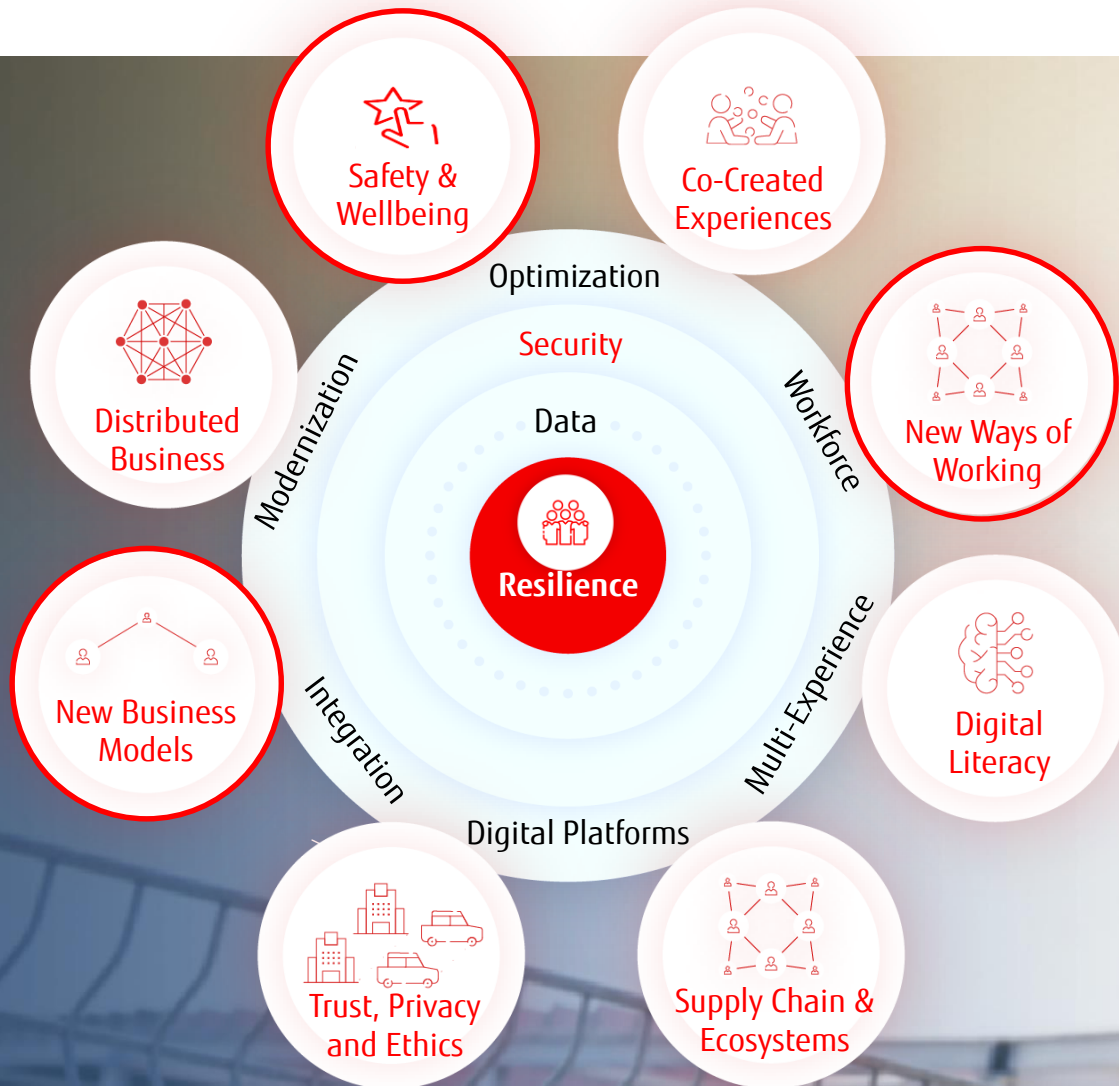 Safety &
Wellbeing
Co-Created
Experiences
Optimization
Security
Data
Modernization
Workforce
Distributed
Business
New Ways of
Working
Resilience
New Business
Models
Integration
Multi-Experience
Digital
Literacy
Digital Platforms
Trust, Privacy
and Ethics
Supply Chain &
Ecosystems